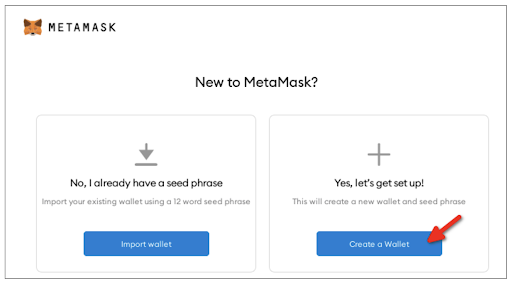 METAMASK
New to MetaMask?
No, I already have a seed phrase
Import your existing wallet using a 12 word seed phrase
Import wallet
Yes, let's get set up!
This will create a new wallet and seed phrase
Create a Wallet